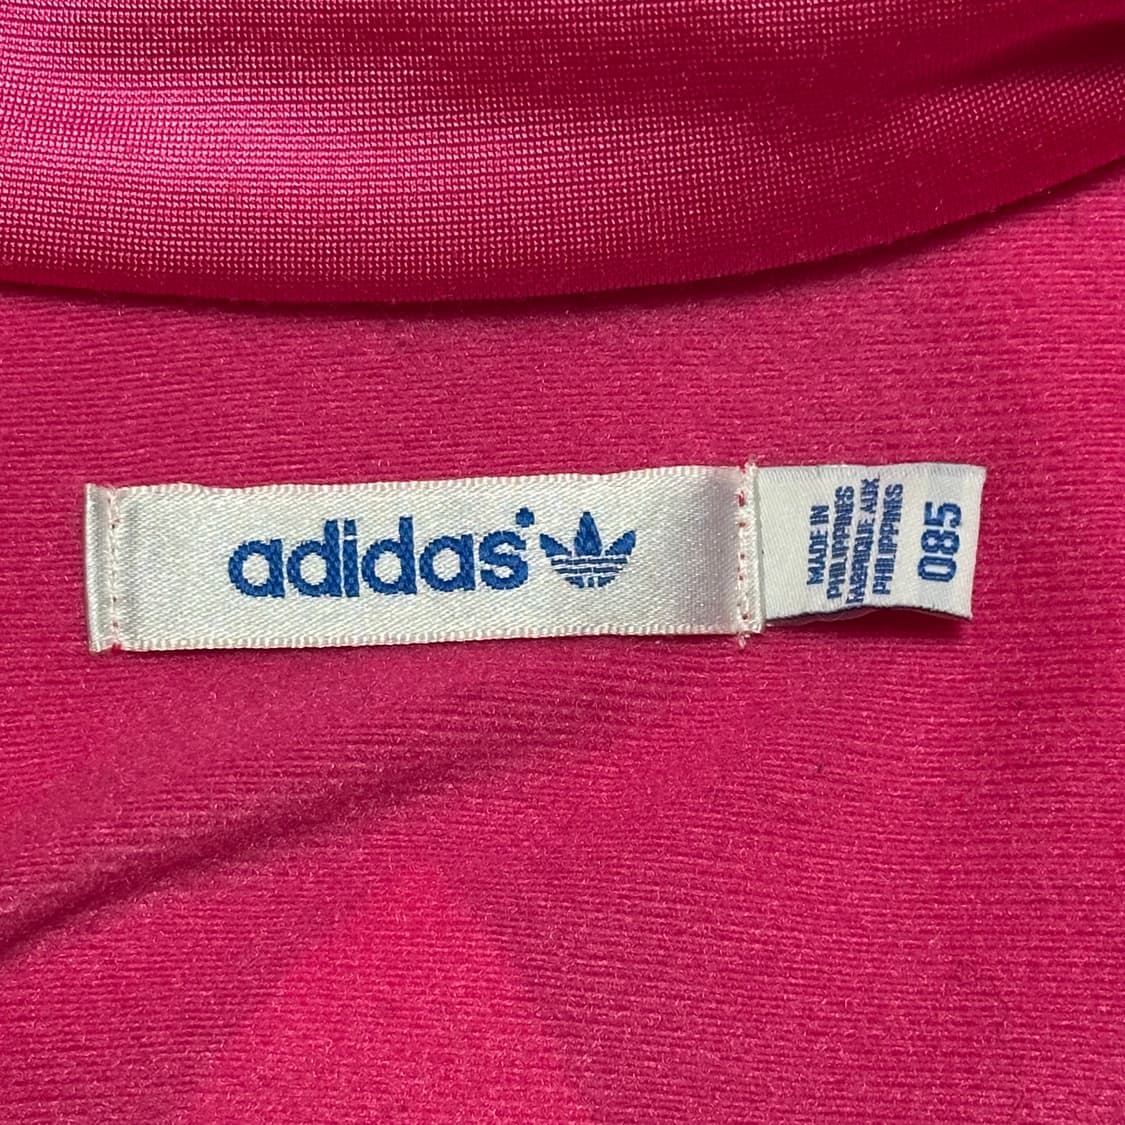 adidas
MADE IN
PHILIPPINES
FABRIQUE AUX
PHILIPPINES
085